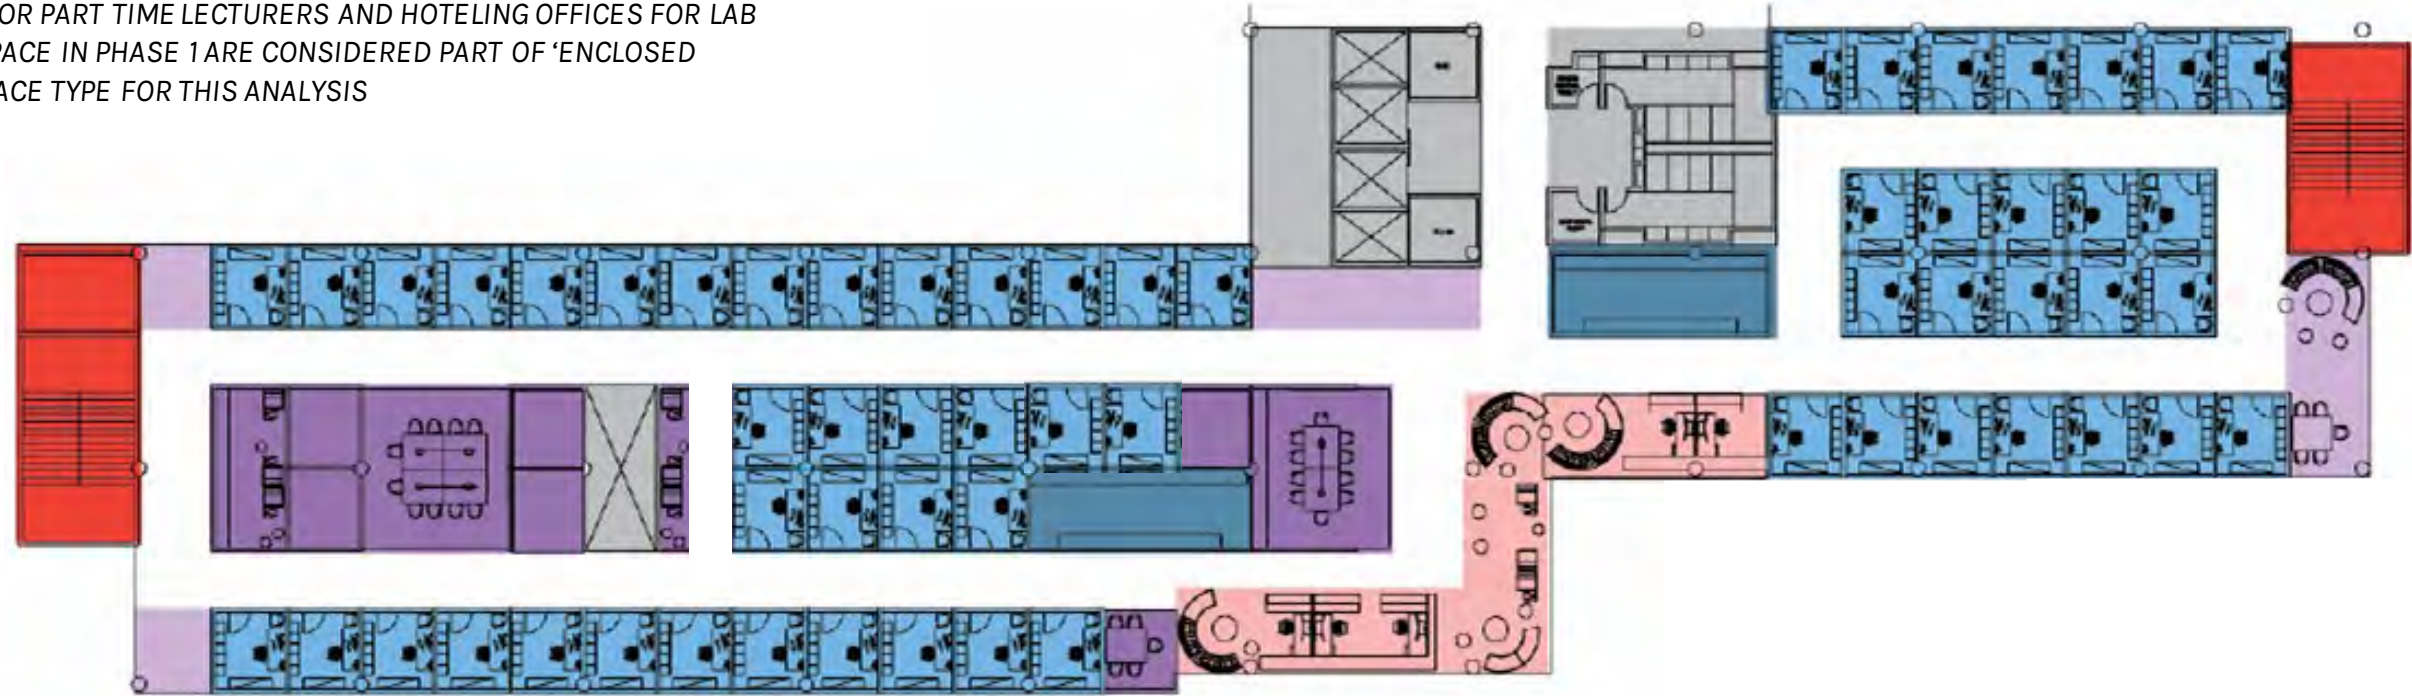 OR PART TIME LECTURERS AND HOTELING OFFICES FOR LAB
PACE IN PHASE 1 ARE CONSIDERED PART OF ‘ENCLOSED
ACE TYPE FOR THIS ANALYSIS